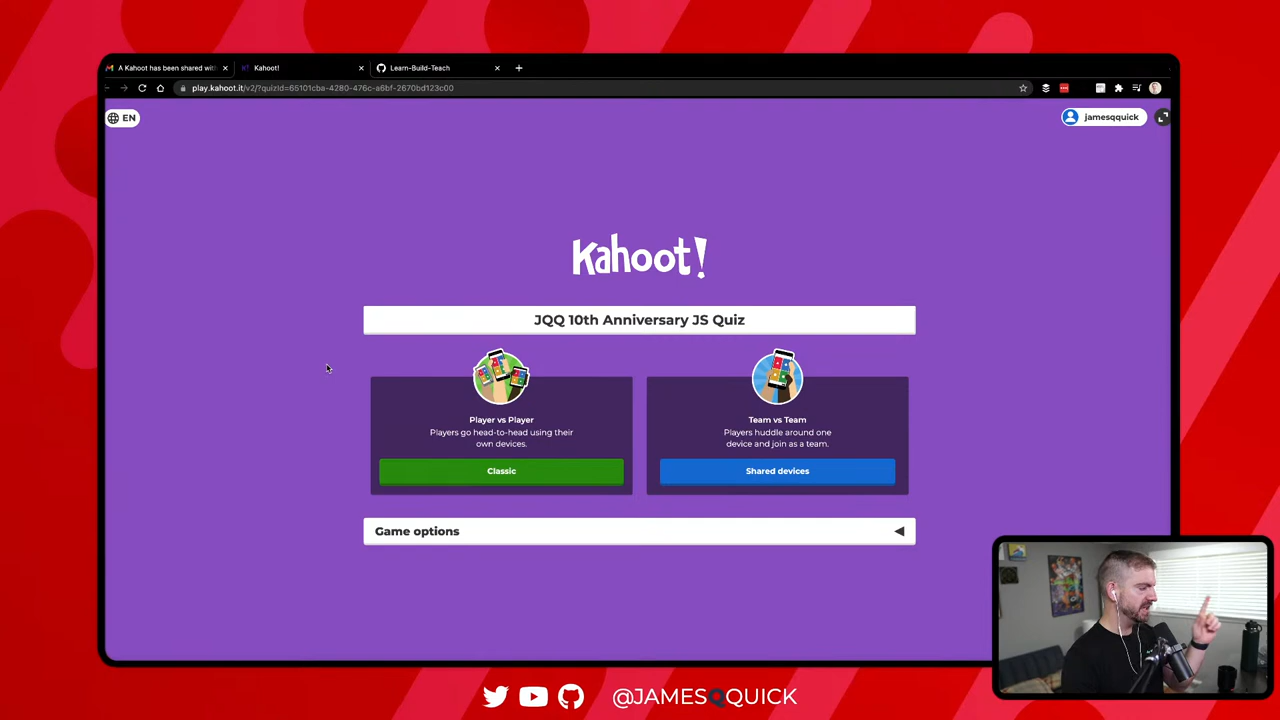 A Kahoot has been shared with
Kahoot!
Learn-Build-Teach
play.kahoot.it/v2/?quizId=65101cba-4280-476c-a6bf-2670bd123c00
EN
jamesqquick
Kahoot!
JQQ 10th Anniversary JS Quiz
Player vs Player
Players go head-to-head using their
own devices.
Classic
Team vs Team
Players huddle around one
device and join as a team.
Shared devices
Game options
@JAMESQQUICK